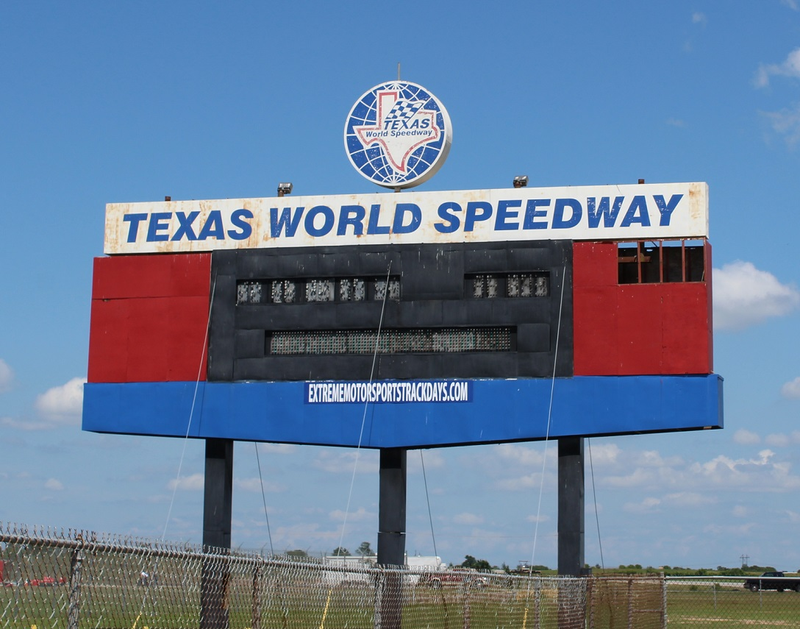 TEXAS
World Speedway
TEXAS WORLD SPEEDWAY
EXTREMEMOTORSPORTSTRACKDAYS.COM